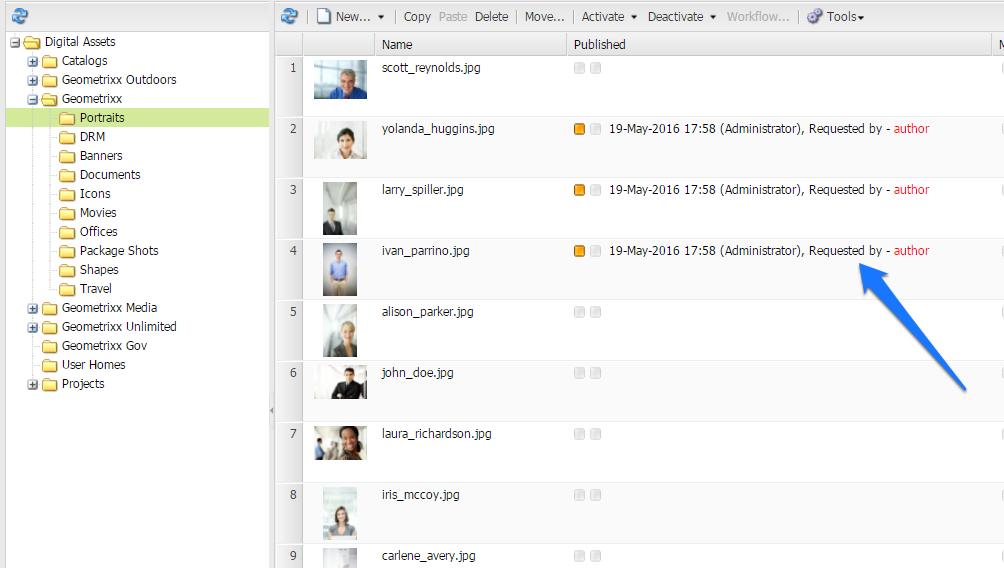 New... Copy Paste Delete Move... Activate Deactivate Workflow... Tools
Digital Assets
Catalogs
Geometrixx Outdoors
Geometrixx
Portraits
DRM
Banners
Documents
Icons
Movies
Offices
Package Shots
Shapes
Travel
Geometrixx Media
Geometrixx Unlimited
Geometrixx Gov
User Homes
Projects
Name Published M
1 scott_reynolds.jpg
2 yolanda_huggins.jpg 19-May-2016 17:58 (Administrator), Requested by - author
3 larry_spiller.jpg 19-May-2016 17:58 (Administrator), Requested by - author
4 ivan_parrino.jpg 19-May-2016 17:58 (Administrator), Requested by - author
5 alison_parker.jpg
6 john_doe.jpg
7 laura_richardson.jpg
8 iris_mccoy.jpg
9 carlene_avery.jpg